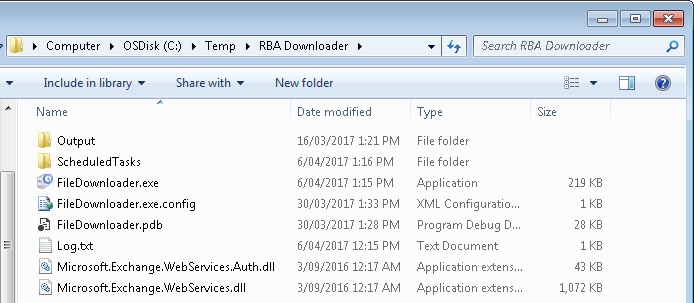 Computer OSDisk (C:) Temp RBA Downloader Search RBA Downloader
Include in library Share with New folder
Name Date modified Type Size
Output 16/03/2017 1:21 PM File folder
ScheduledTasks 6/04/2017 1:16 PM File folder
FileDownloader.exe 6/04/2017 1:15 PM Application 219 KB
FileDownloader.exe.config 30/03/2017 1:33 PM XML Configuratio... 1 KB
FileDownloader.pdb 30/03/2017 1:28 PM Program Debug D... 28 KB
Log.txt 6/04/2017 12:15 PM Text Document 1 KB
Microsoft.Exchange.WebServices.Auth.dll 3/09/2016 12:17 AM Application extens... 43 KB
Microsoft.Exchange.WebServices.dll 3/09/2016 12:17 AM Application extens... 1,072 KB